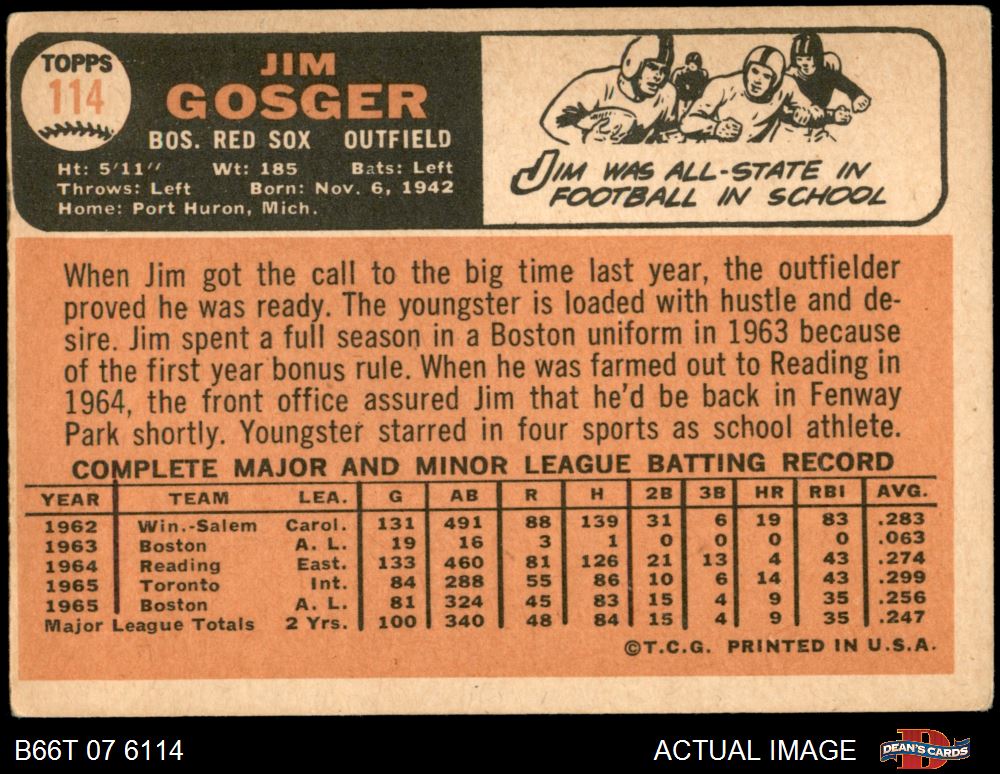 TOPPS
114
JIM
GOSGER
BOS. RED SOX OUTFIELD
Ht: 5'11" Wt: 185 Bats: Left
Throws: Left Born: Nov. 6, 1942
Home: Port Huron, Mich.
JIM WAS ALL-STATE IN
FOOTBALL IN SCHOOL
When Jim got the call to the big time last year, the outfielder
proved he was ready. The youngster is loaded with hustle and de-
sire. Jim spent a full season in a Boston uniform in 1963 because
of the first year bonus rule. When he was farmed out to Reading in
1964, the front office assured Jim that he'd be back in Fenway
Park shortly. Youngster starred in four sports as school athlete.
COMPLETE MAJOR AND MINOR LEAGUE BATTING RECORD
YEAR TEAM LEA. G AB R H 2B 3B HR RBI AVG.
1962 Win.-Salem Carol. 131 491 88 139 31 6 19 83 .283
1963 Boston A. L. 19 16 3 1 0 0 0 0 .063
1964 Reading East. 133 460 81 126 21 13 4 43 .274
1965 Toronto Int. 84 288 55 86 10 6 14 43 .299
1965 Boston A. L. 81 324 45 83 15 4 9 35 .256
Major League Totals 2 Yrs. 100 340 48 84 15 4 9 35 .247
©T.C.G. PRINTED IN U.S.A.
B66T 07 6114
ACTUAL IMAGE
DEAN'S CARDS